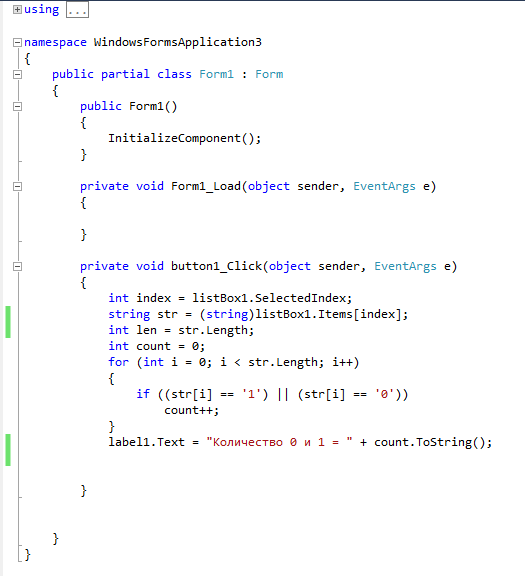 using ...
namespace WindowsFormsApplication3
{
    public partial class Form1 : Form
    {
        public Form1()
        {
            InitializeComponent();
        }
        private void Form1_Load(object sender, EventArgs e)
        {
        }
        private void button1_Click(object sender, EventArgs e)
        {
            int index = listBox1.SelectedIndex;
            string str = (string)listBox1.Items[index];
            int len = str.Length;
            int count = 0;
            for (int i = 0; i < str.Length; i++)
            {
                if ((str[i] == '1') || (str[i] == '0'))
                    count++;
            }
            label1.Text = "Количество 0 и 1 = " + count.ToString();
        }
    }
}